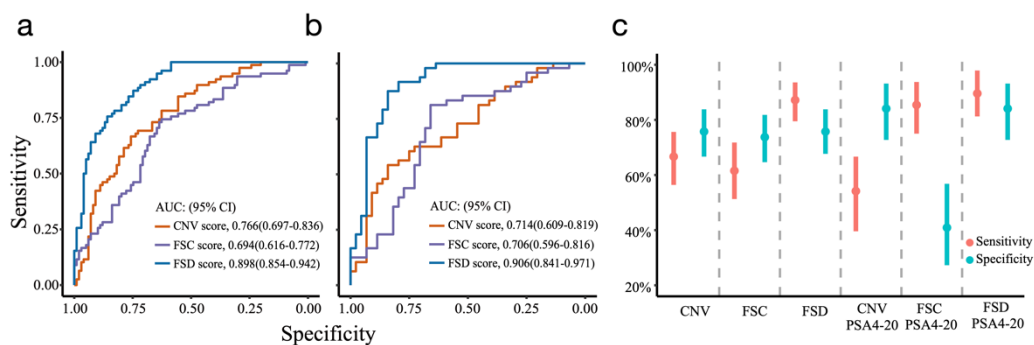 a
b
c
Sensitivity
1.00
0.75
0.50
0.25
0.00
AUC: (95% CI)
CNV score, 0.766(0.697-0.836)
FSC score, 0.694(0.616-0.772)
FSD score, 0.898(0.854-0.942)
1.00 0.75 0.50 0.25 0.00
AUC: (95% CI)
CNV score, 0.714(0.609-0.819)
FSC score, 0.706(0.596-0.816)
FSD score, 0.906(0.841-0.971)
1.00 0.75 0.50 0.25 0.00
Specificity
100%
80%
60%
40%
20%
Sensitivity
Specificity
CNV FSC FSD CNV FSC FSD
PSA4-20 PSA4-20 PSA4-20